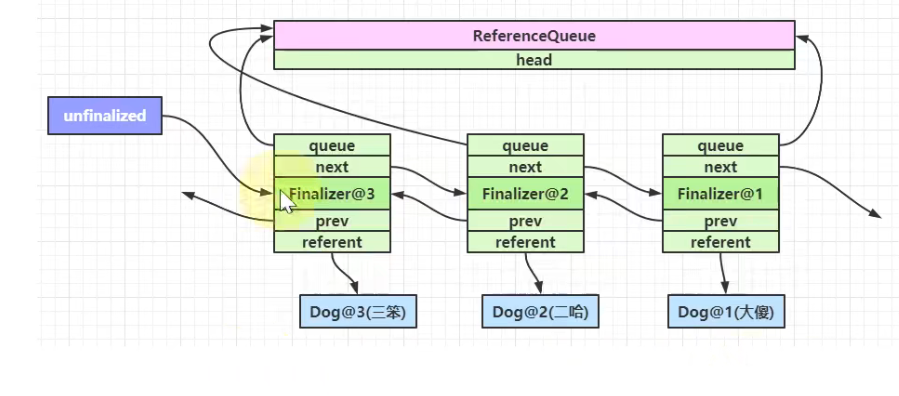 ReferenceQueue
head
unfinalized
queue
next
Finalizer@3
prev
referent
queue
next
Finalizer@2
prev
referent
queue
next
Finalizer@1
prev
referent
Dog@3(三笨)
Dog@2(二哈)
Dog@1(大傻)